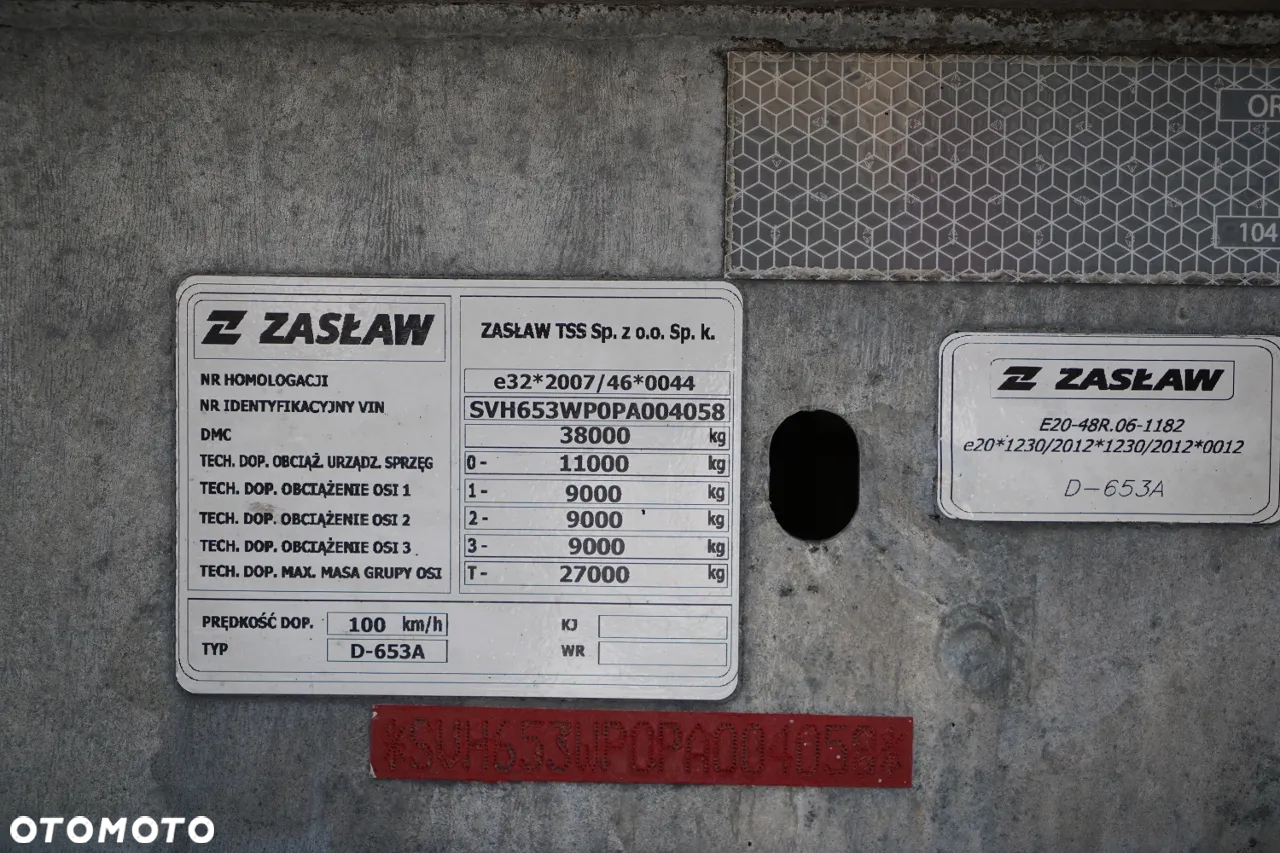 OR
104
Z ZASŁAW
ZASŁAW TSS Sp. z o.o. Sp. k.
NR HOMOLOGACJI e32*2007/46*0044
NR IDENTYFIKACYJNY VIN SVH653WP0PA004058
DMC 38000 kg
TECH. DOP. OBCIĄŻ. URZĄDZ. SPRZĘG 0- 11000 kg
TECH. DOP. OBCIĄŻENIE OSI 1 1- 9000 kg
TECH. DOP. OBCIĄŻENIE OSI 2 2- 9000 kg
TECH. DOP. OBCIĄŻENIE OSI 3 3- 9000 kg
TECH. DOP. MAX. MASA GRUPY OSI T- 27000 kg
PRĘDKOŚĆ DOP. 100 km/h KJ
TYP D-653A WR
Z ZASŁAW
E20-48R.06-1182
e20*1230/2012*1230/2012*0012
D-653A
*SVH653WP0PA004058*
OTOMOTO